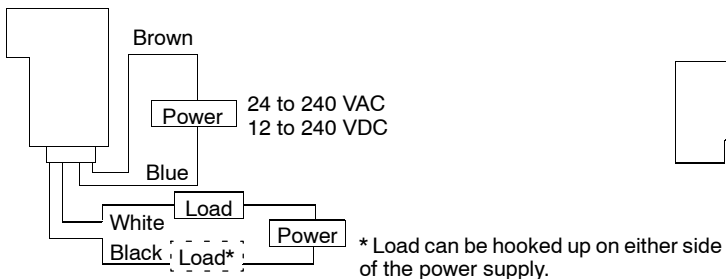 Brown
24 to 240 VAC
Power
12 to 240 VDC
Blue
Load
White
Power
Black
Load*
* Load can be hooked up on either side
of the power supply.